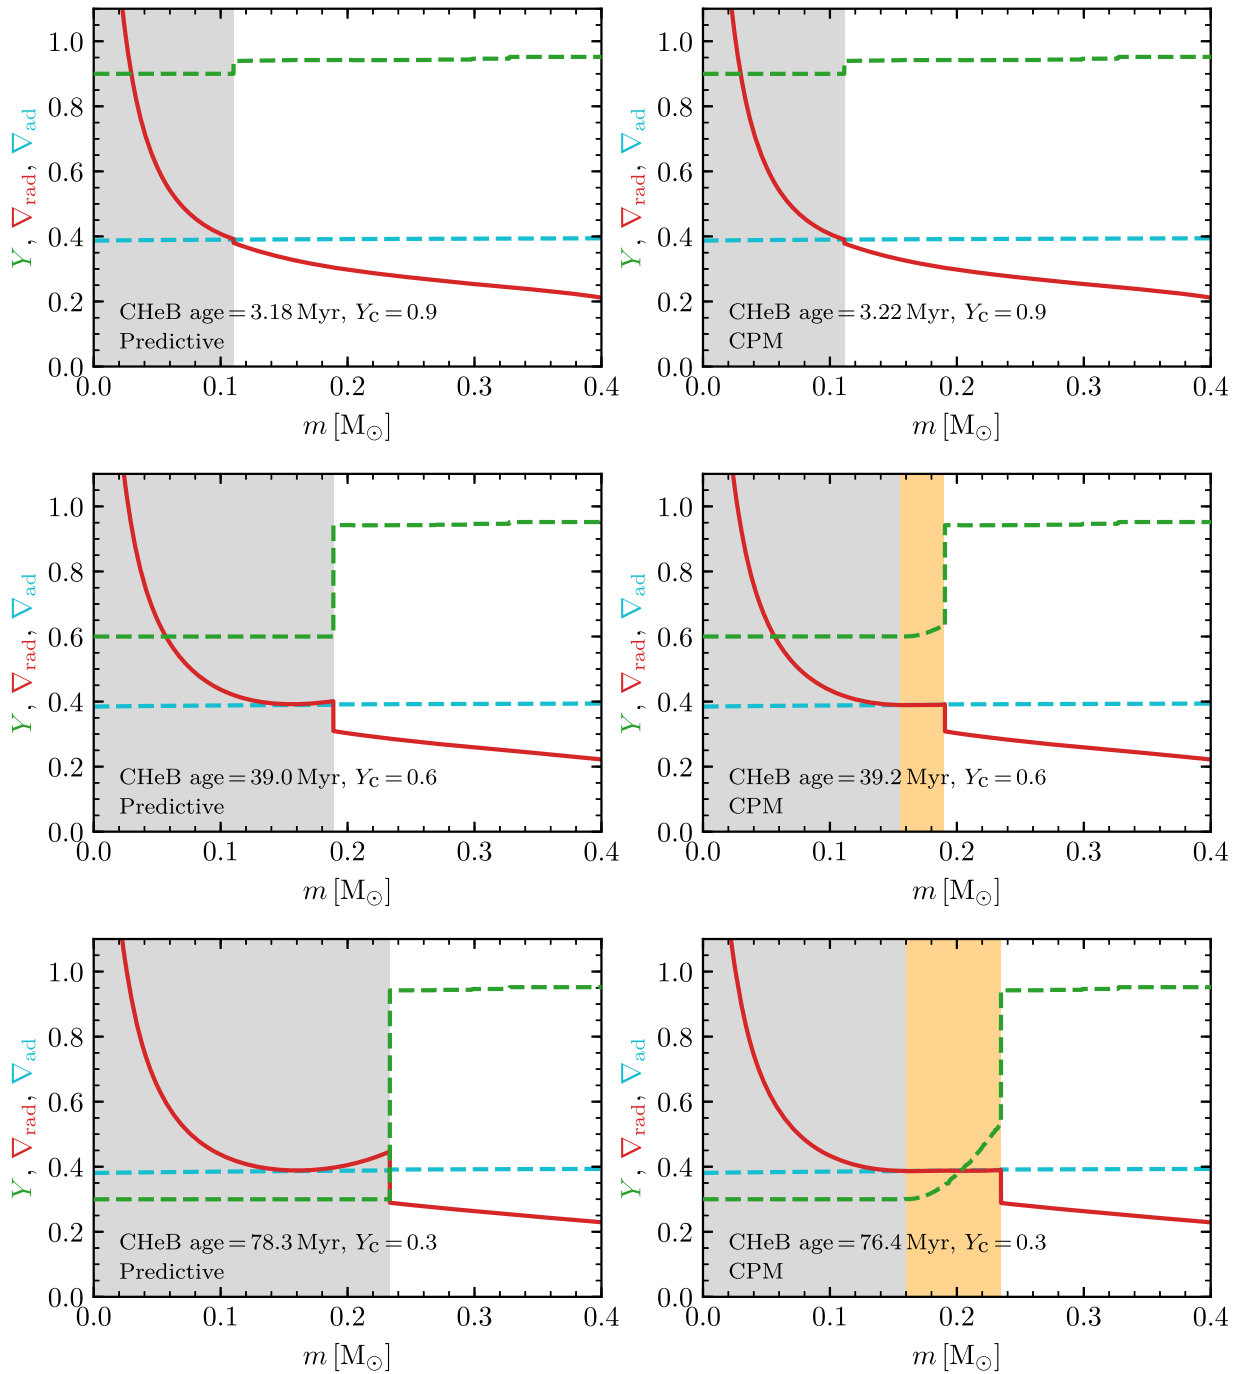 1.0
0.8
0.6
0.4
0.2
0.0
Y, ∇rad, ∇ad
CHeB age = 3.18 Myr, Yc = 0.9
Predictive
0.0 0.1 0.2 0.3 0.4
m [M⊙]
1.0
0.8
0.6
0.4
0.2
0.0
Y, ∇rad, ∇ad
CHeB age = 3.22 Myr, Yc = 0.9
CPM
0.0 0.1 0.2 0.3 0.4
m [M⊙]
1.0
0.8
0.6
0.4
0.2
0.0
Y, ∇rad, ∇ad
CHeB age = 39.0 Myr, Yc = 0.6
Predictive
0.0 0.1 0.2 0.3 0.4
m [M⊙]
1.0
0.8
0.6
0.4
0.2
0.0
Y, ∇rad, ∇ad
CHeB age = 39.2 Myr, Yc = 0.6
CPM
0.0 0.1 0.2 0.3 0.4
m [M⊙]
1.0
0.8
0.6
0.4
0.2
0.0
Y, ∇rad, ∇ad
CHeB age = 78.3 Myr, Yc = 0.3
Predictive
0.0 0.1 0.2 0.3 0.4
m [M⊙]
1.0
0.8
0.6
0.4
0.2
0.0
Y, ∇rad, ∇ad
CHeB age = 76.4 Myr, Yc = 0.3
CPM
0.0 0.1 0.2 0.3 0.4
m [M⊙]